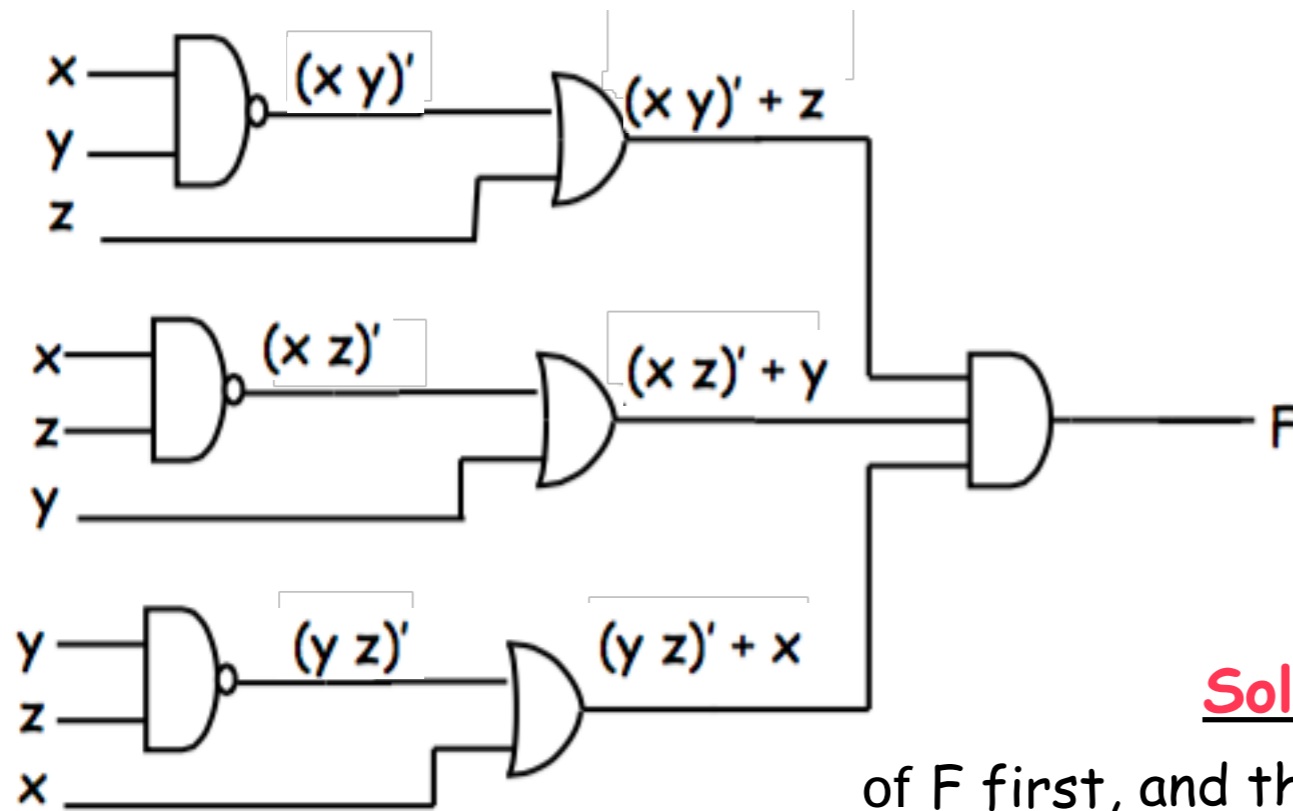 x
(x y)'
(x y)' + z
y
z
x
(x z)'
(x z)' + y
z
F
y
y
(y z)'
(y z)' + x
z
Sol
x
of F first, and th